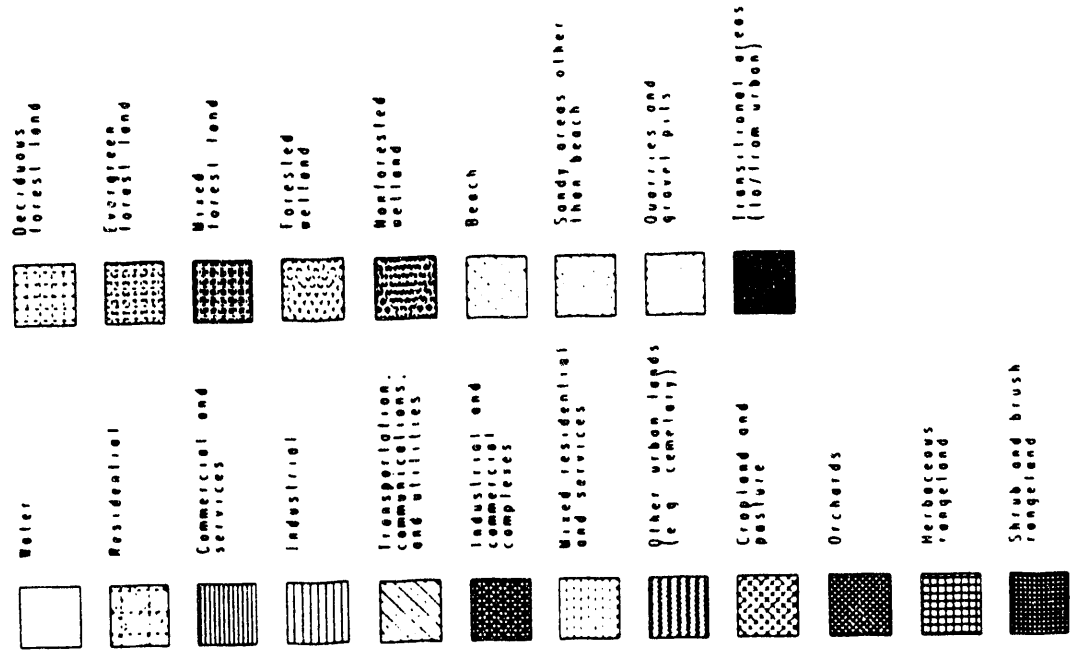 Water
Residential
Commercial and
services
Industrial
Transportation,
communications,
and utilities
Industrial and
commercial
complexes
Mixed residential
and services
Other urban lands
(e g cemetary)
Cropland and
pasture
Orchards
Herbaceous
rangeland
Shrub and brush
rangeland
Deciduous
forest land
Evergreen
forest land
Mixed
forest land
Forested
wetland
Nonforested
wetland
Beach
Sandy areas other
than beach
Quarries and
gravel pits
Transitional areas
(to/from urban)